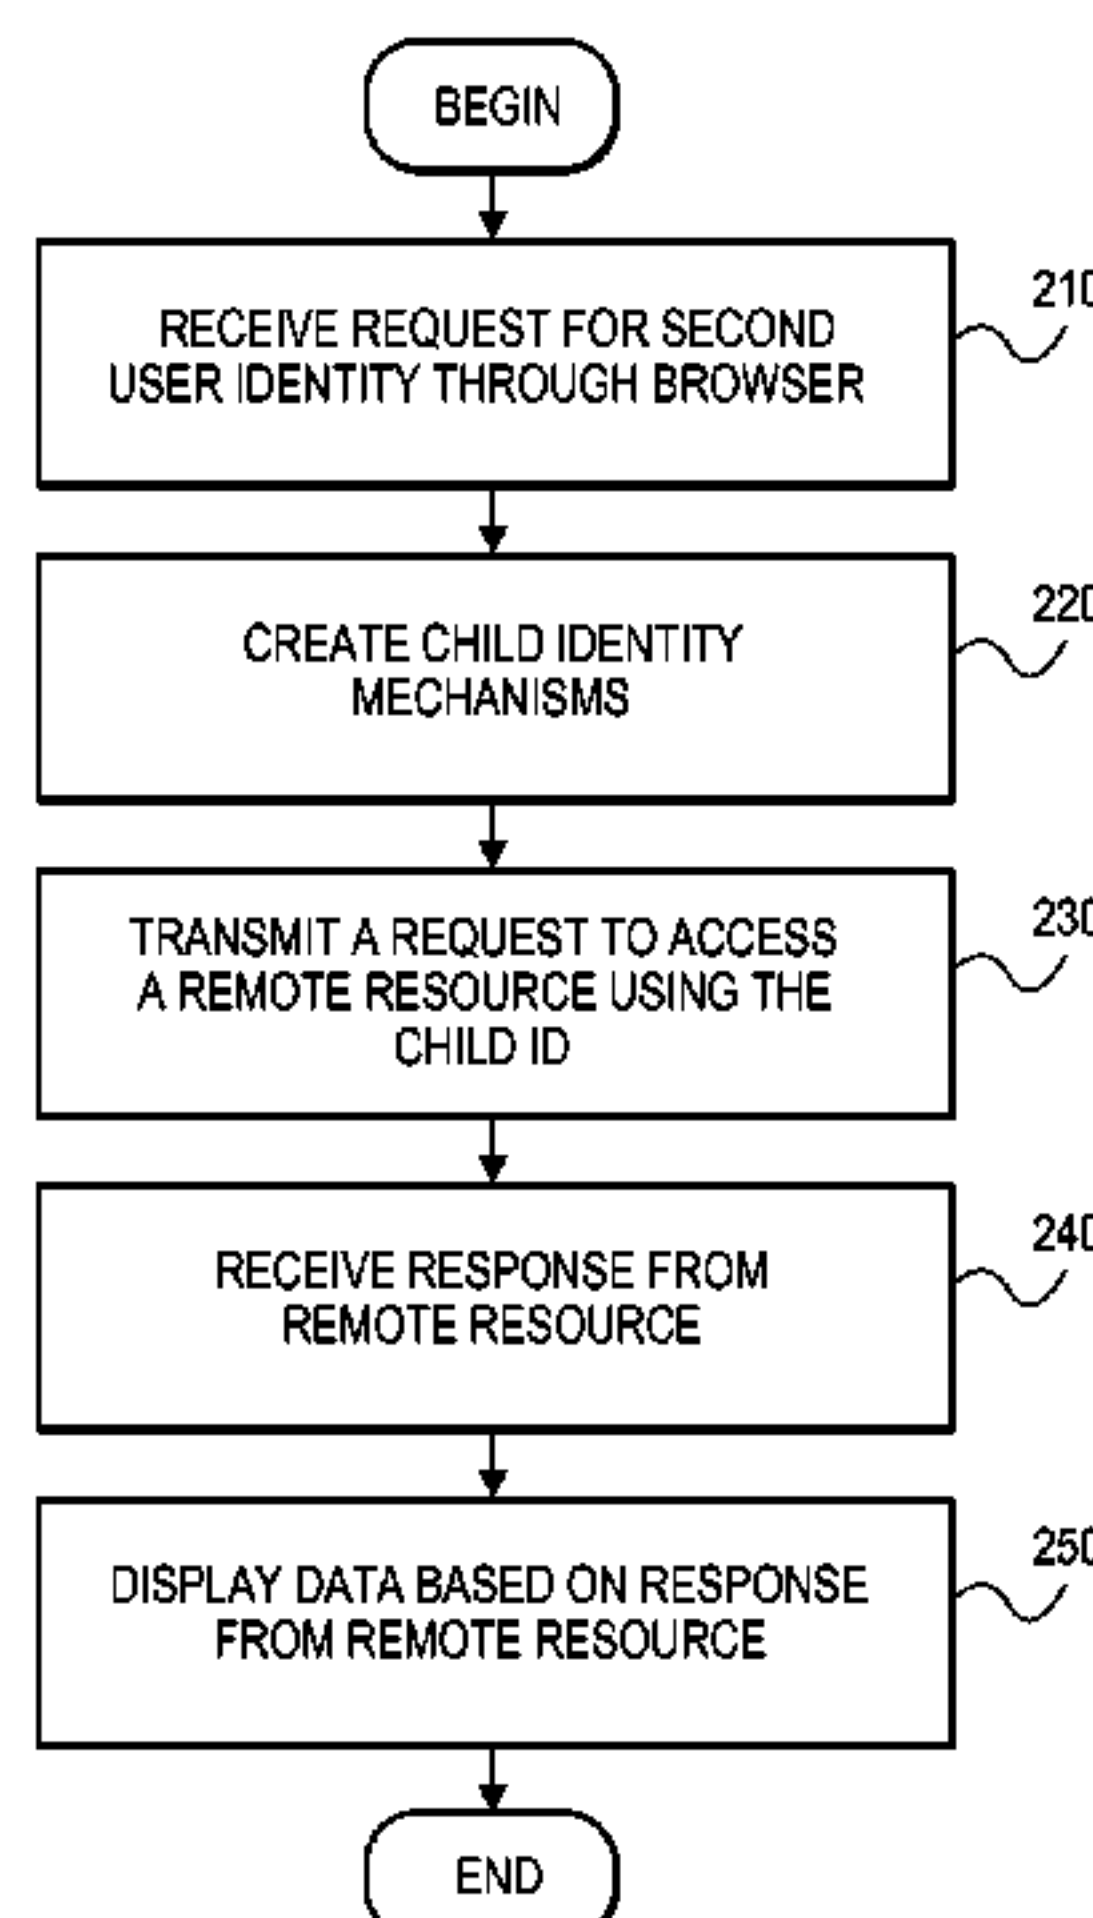 BEGIN
RECEIVE REQUEST FOR SECOND
USER IDENTITY THROUGH BROWSER
210
CREATE CHILD IDENTITY
MECHANISMS
220
TRANSMIT A REQUEST TO ACCESS
A REMOTE RESOURCE USING THE
CHILD ID
230
RECEIVE RESPONSE FROM
REMOTE RESOURCE
240
DISPLAY DATA BASED ON RESPONSE
FROM REMOTE RESOURCE
250
END